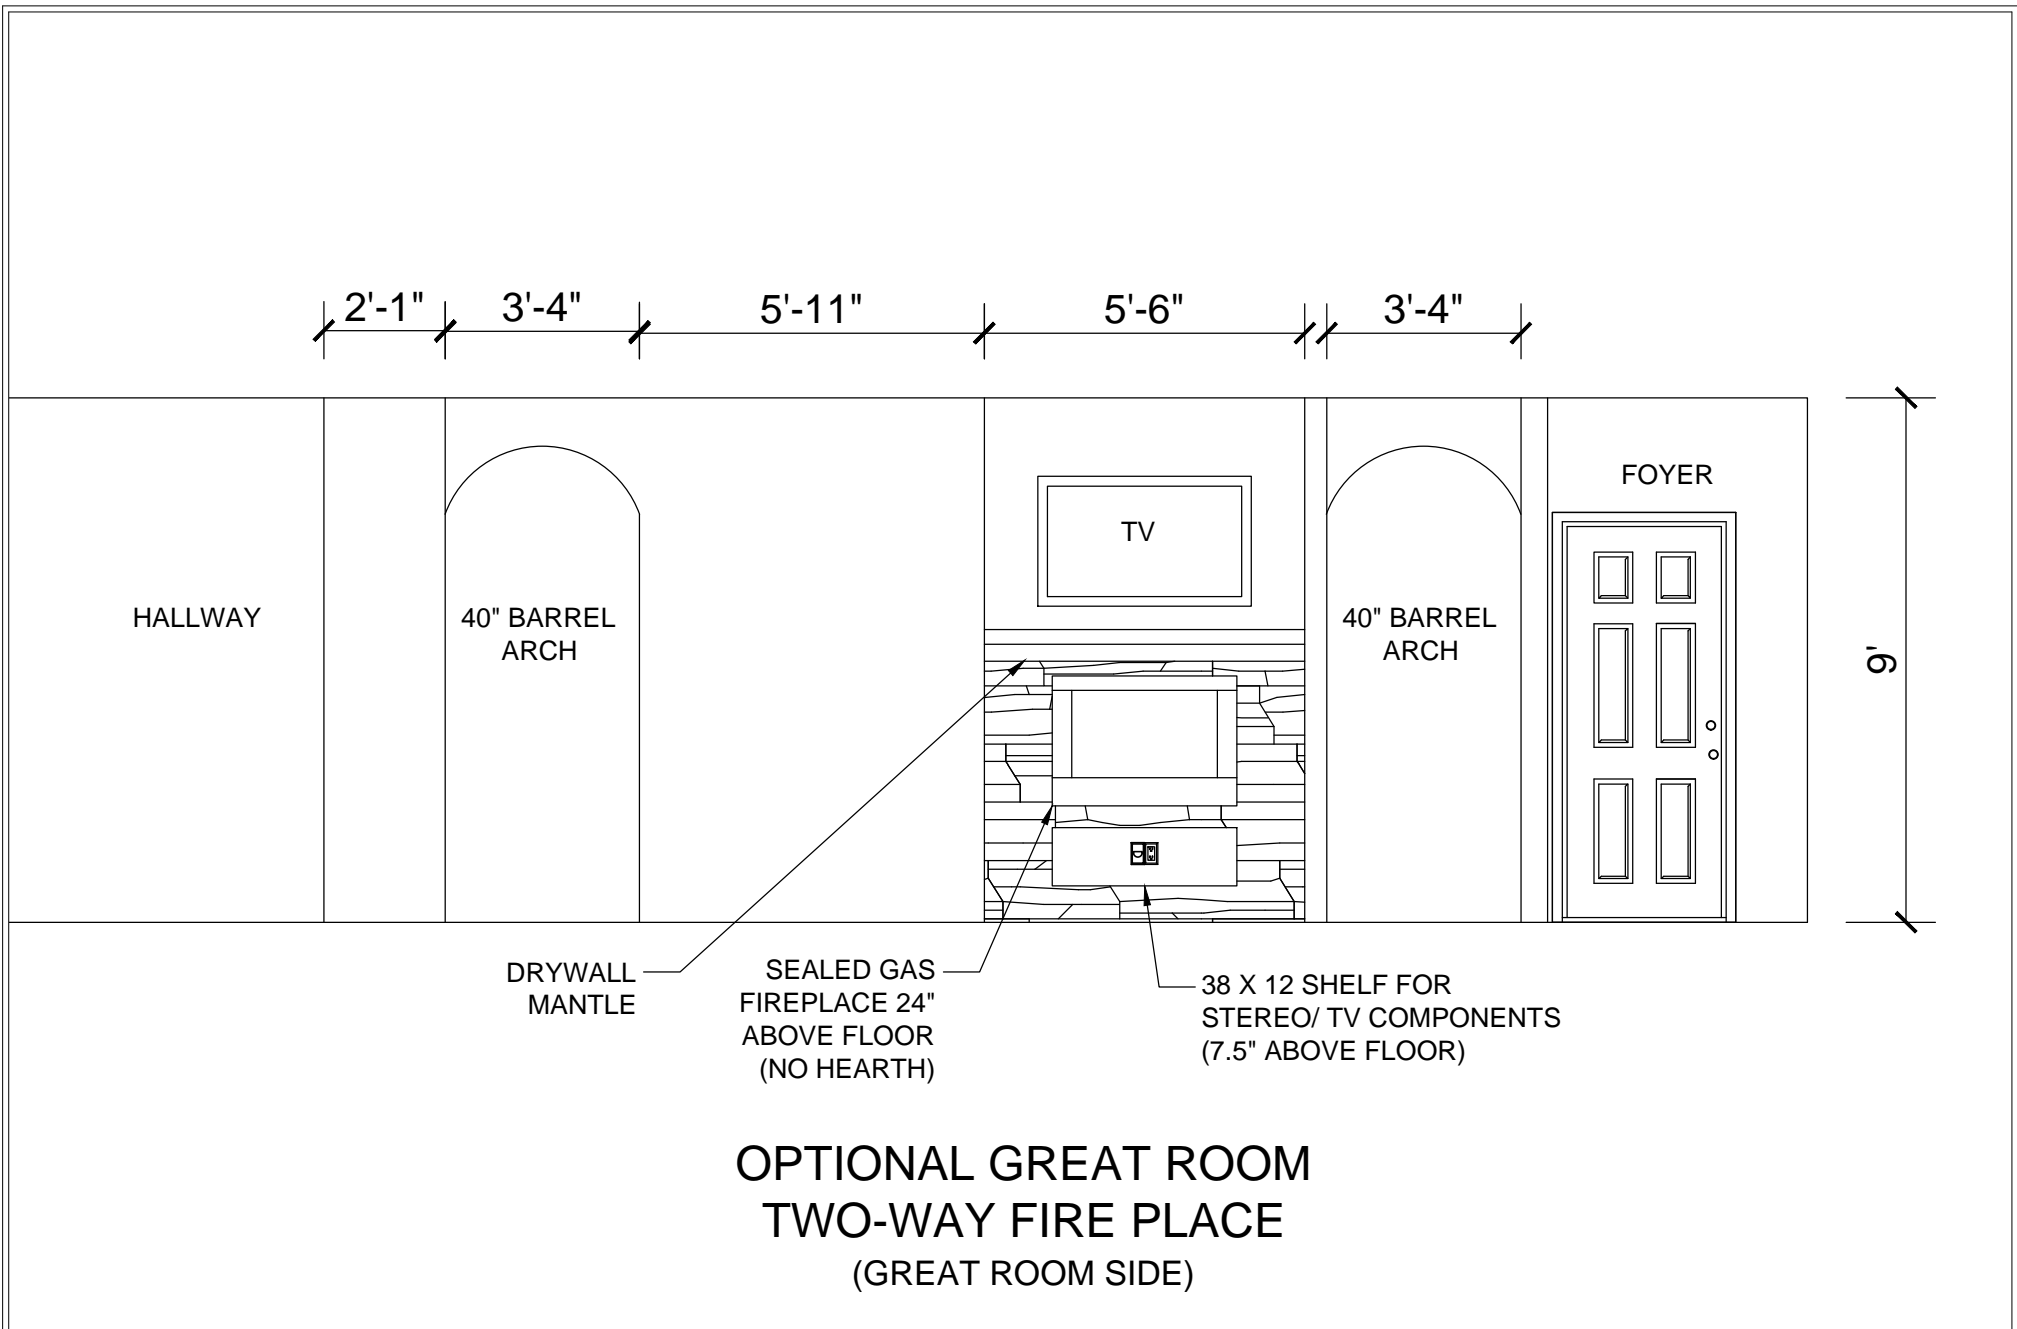 2'-1"
3'-4"
5'-11"
5'-6"
3'-4"
FOYER
TV
HALLWAY
40" BARREL
ARCH
40" BARREL
ARCH
9'
DRYWALL
MANTLE
SEALED GAS
FIREPLACE 24"
ABOVE FLOOR
(NO HEARTH)
38 X 12 SHELF FOR
STEREO/ TV COMPONENTS
(7.5" ABOVE FLOOR)
OPTIONAL GREAT ROOM
TWO-WAY FIRE PLACE
(GREAT ROOM SIDE)